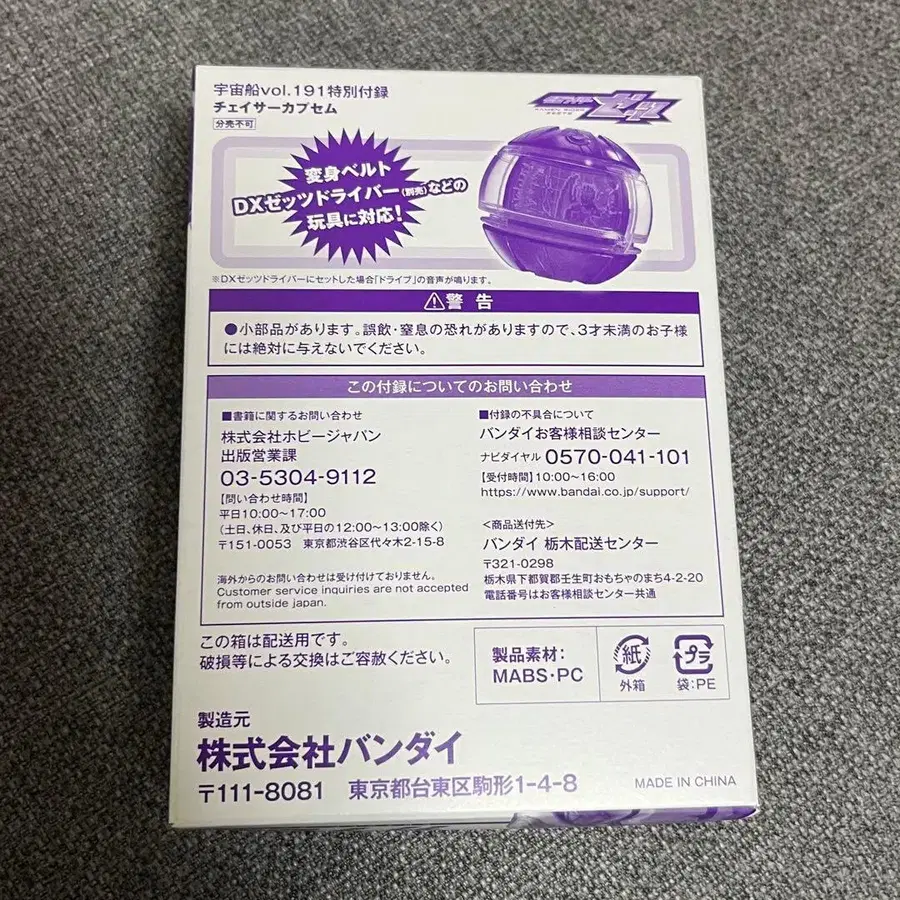 宇宙船vol.191特別付録
チェイサーカプセム
分売不可
変身ベルト
DXゼッツドライバー(別売)などの
玩具に対応!
※DXゼッツドライバーにセットした場合「ドライブ」の音声が鳴ります。
⚠警告
●小部品があります。誤飲・窒息の恐れがありますので、3才未満のお子様
には絶対に与えないでください。
この付録についてのお問い合わせ
■書籍に関するお問い合わせ
株式会社ホビージャパン
出版営業課
03-5304-9112
【問い合わせ時間】
平日10:00〜17:00
(土日、休日、及び平日の12:00〜13:00除く)
〒151-0053 東京都渋谷区代々木2-15-8
海外からのお問い合わせは受け付けておりません。
Customer service inquiries are not accepted
from outside japan.
■付録の不具合について
バンダイお客様相談センター
ナビダイヤル 0570-041-101
【受付時間】10:00〜16:00
https://www.bandai.co.jp/support/
<商品送付先>
バンダイ 栃木配送センター
〒321-0298
栃木県下都賀郡壬生町おもちゃのまち4-2-20
電話番号はお客様相談センター共通
この箱は配送用です。
破損等による交換はご容赦ください。
製品素材:
MABS・PC
紙
外箱
プラ
袋:PE
製造元
株式会社バンダイ
〒111-8081 東京都台東区駒形1-4-8
MADE IN CHINA